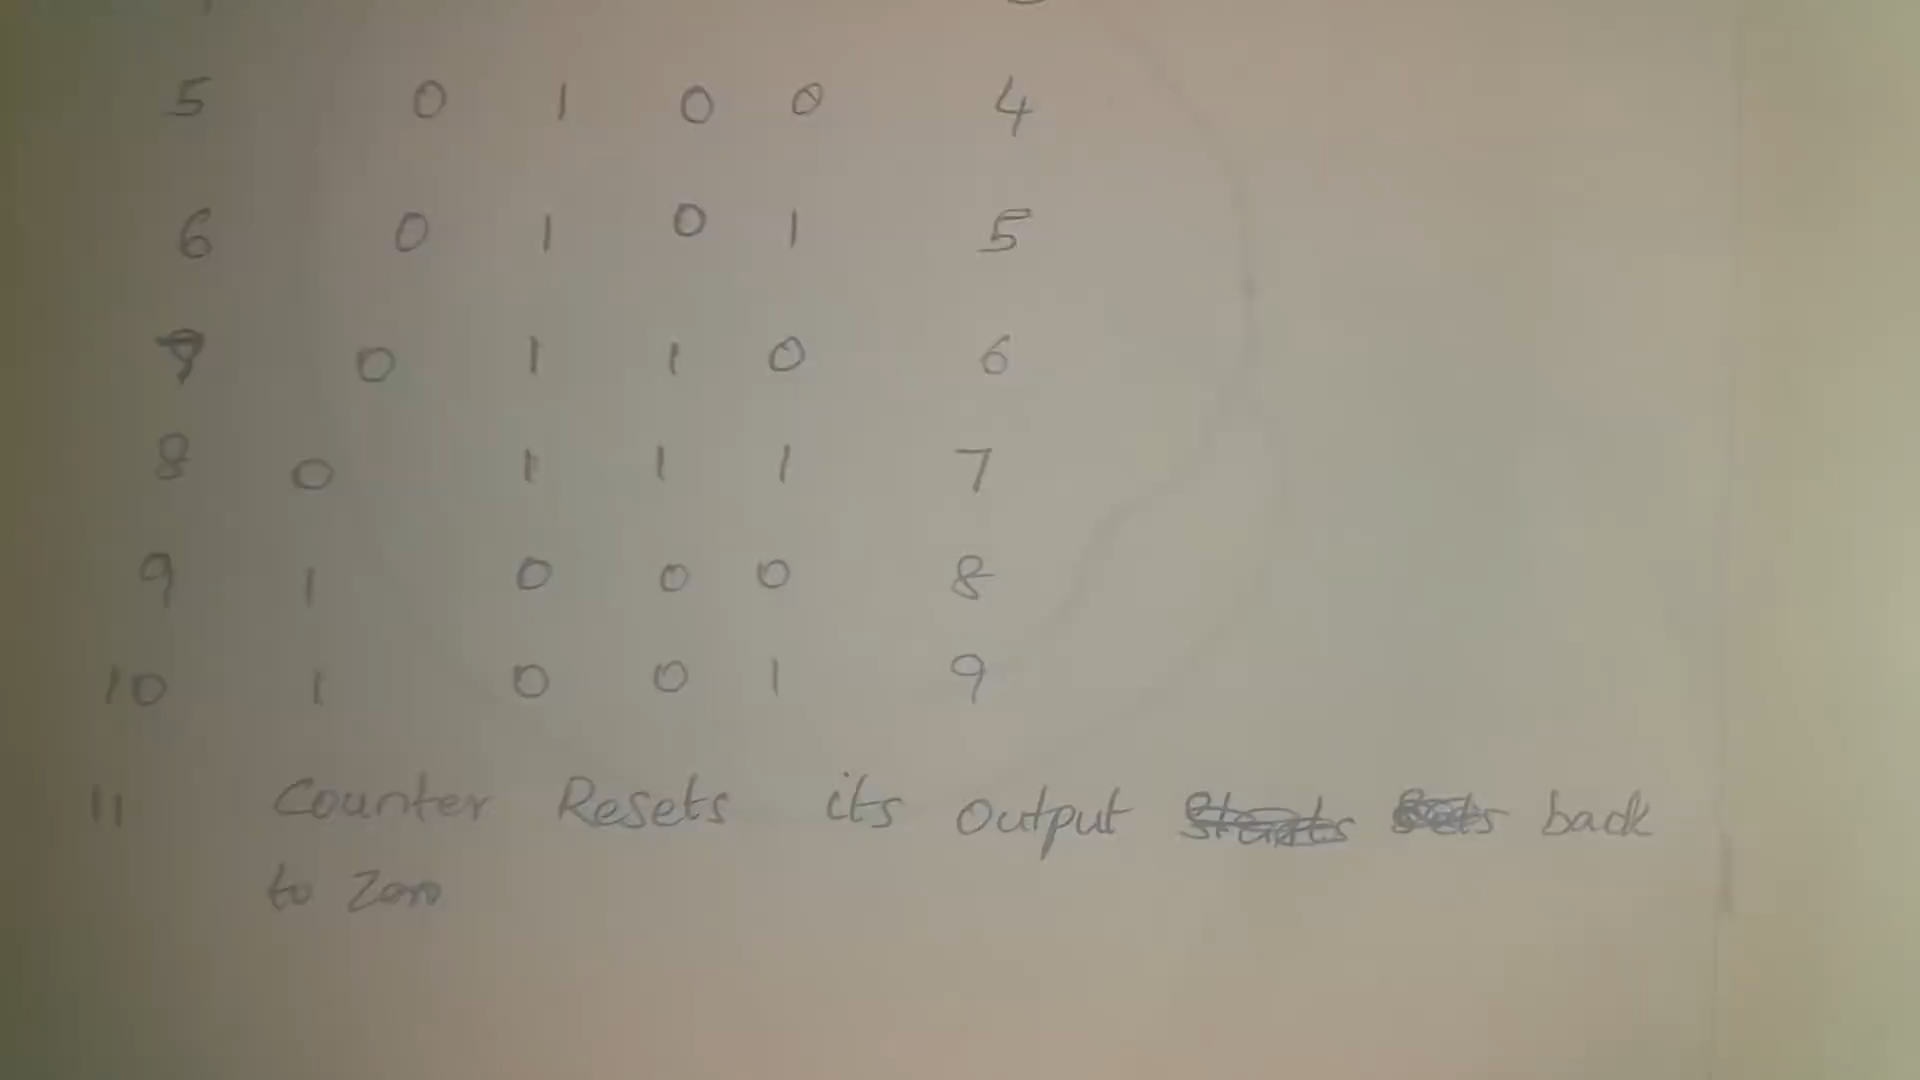 5 0 1 0 0 4
6 0 1 0 1 5
7 0 1 1 0 6
8 0 1 1 1 7
9 1 0 0 0 8
10 1 0 0 1 9
11 Counter Resets its output back
to Zero